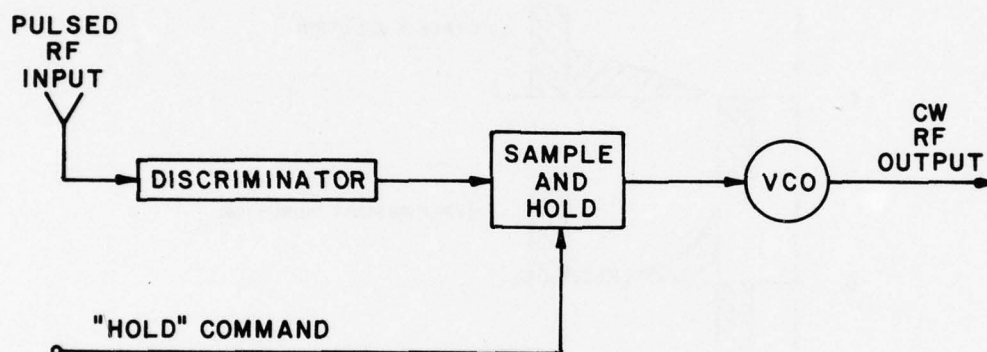 PULSED
RF
INPUT
DISCRIMINATOR
SAMPLE
AND
HOLD
VCO
CW
RF
OUTPUT
"HOLD" COMMAND